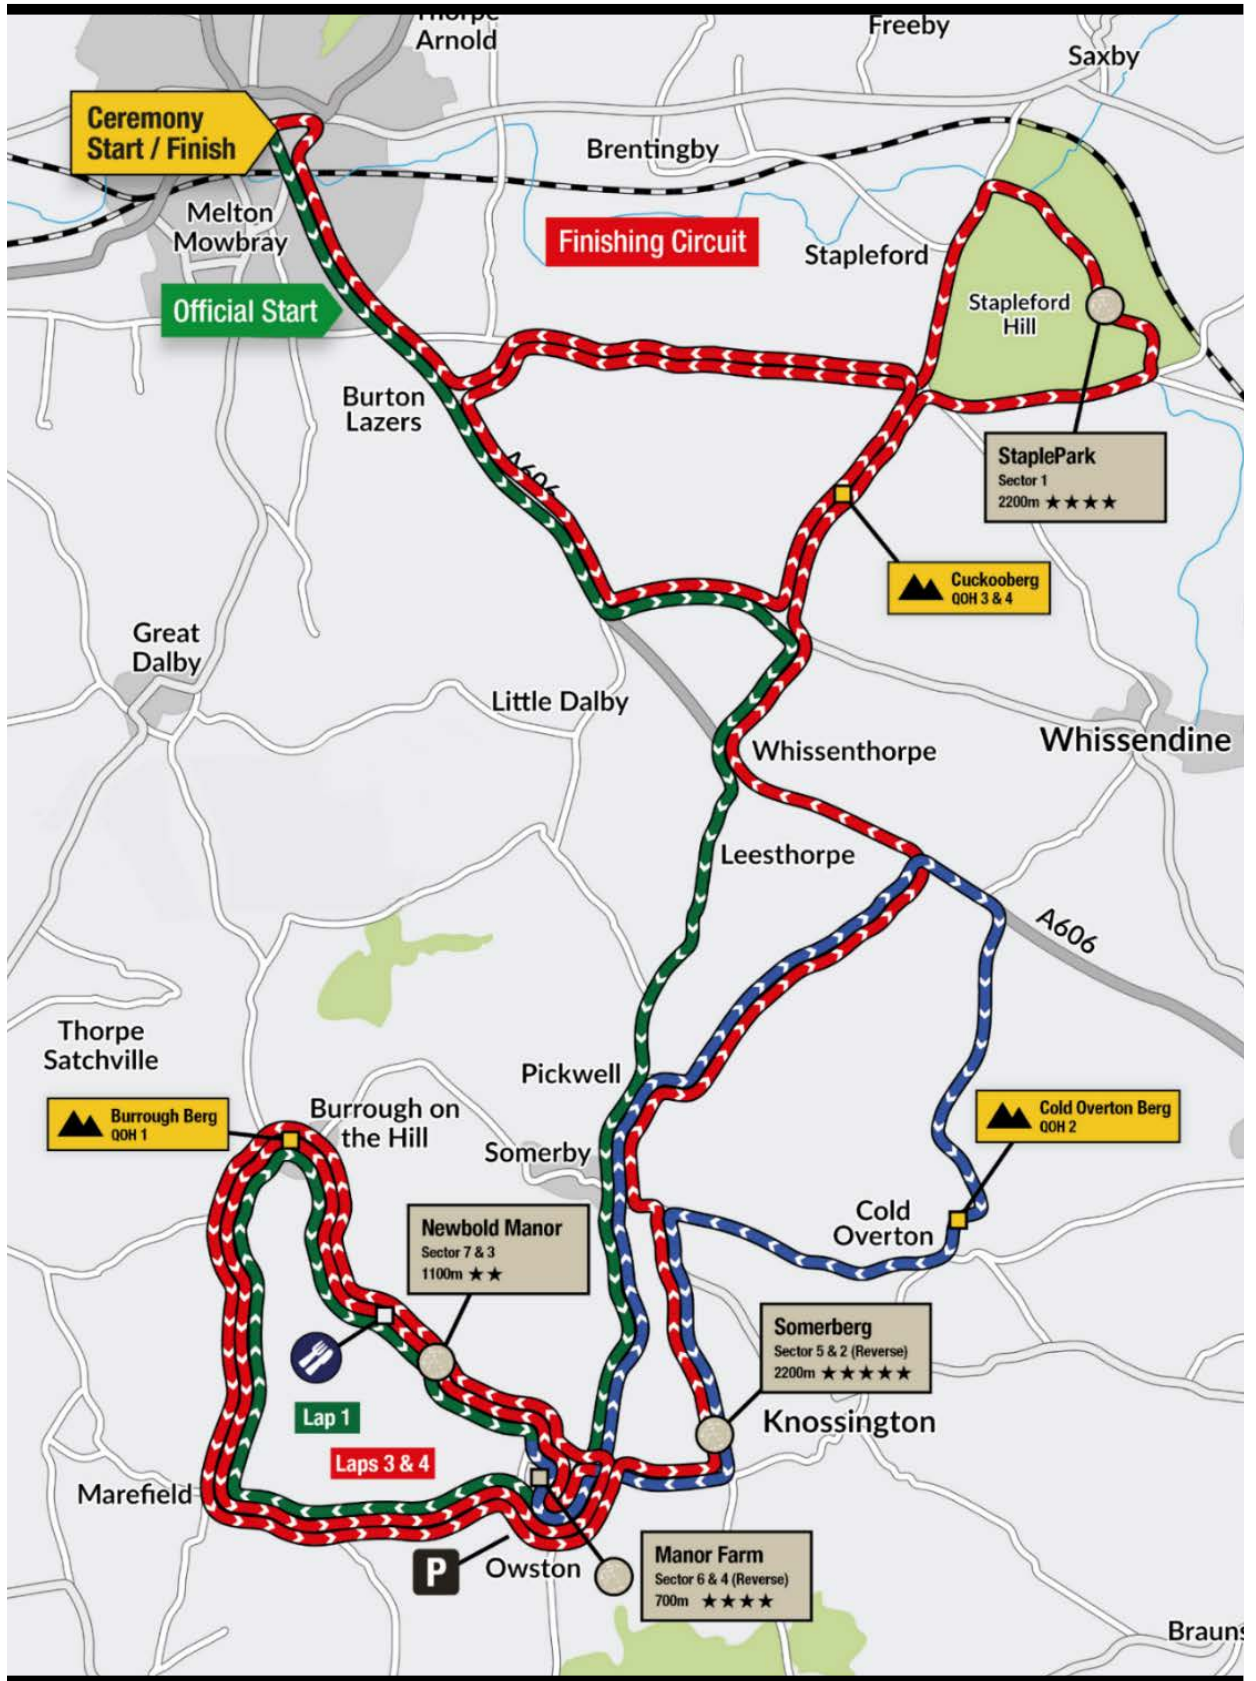 Thorpe
Arnold
Freeby
Saxby
Ceremony
Start / Finish
Brentingby
Melton
Mowbray
Finishing Circuit
Stapleford
Official Start
Stapleford
Hill
Burton
Lazers
A606
StaplePark
Sector 1
2200m ★★★★
Cuckooberg
QOH 3 & 4
Great
Dalby
Little Dalby
Whissendine
Whissenthorpe
Leesthorpe
A606
Thorpe
Satchville
Pickwell
Burrough Berg
QOH 1
Burrough on
the Hill
Cold Overton Berg
QOH 2
Somerby
Cold
Overton
Newbold Manor
Sector 7 & 3
1100m ★★
Somerberg
Sector 5 & 2 (Reverse)
2200m ★★★★★
Lap 1
Knossington
Laps 3 & 4
Marefield
P
Owston
Manor Farm
Sector 6 & 4 (Reverse)
700m ★★★★